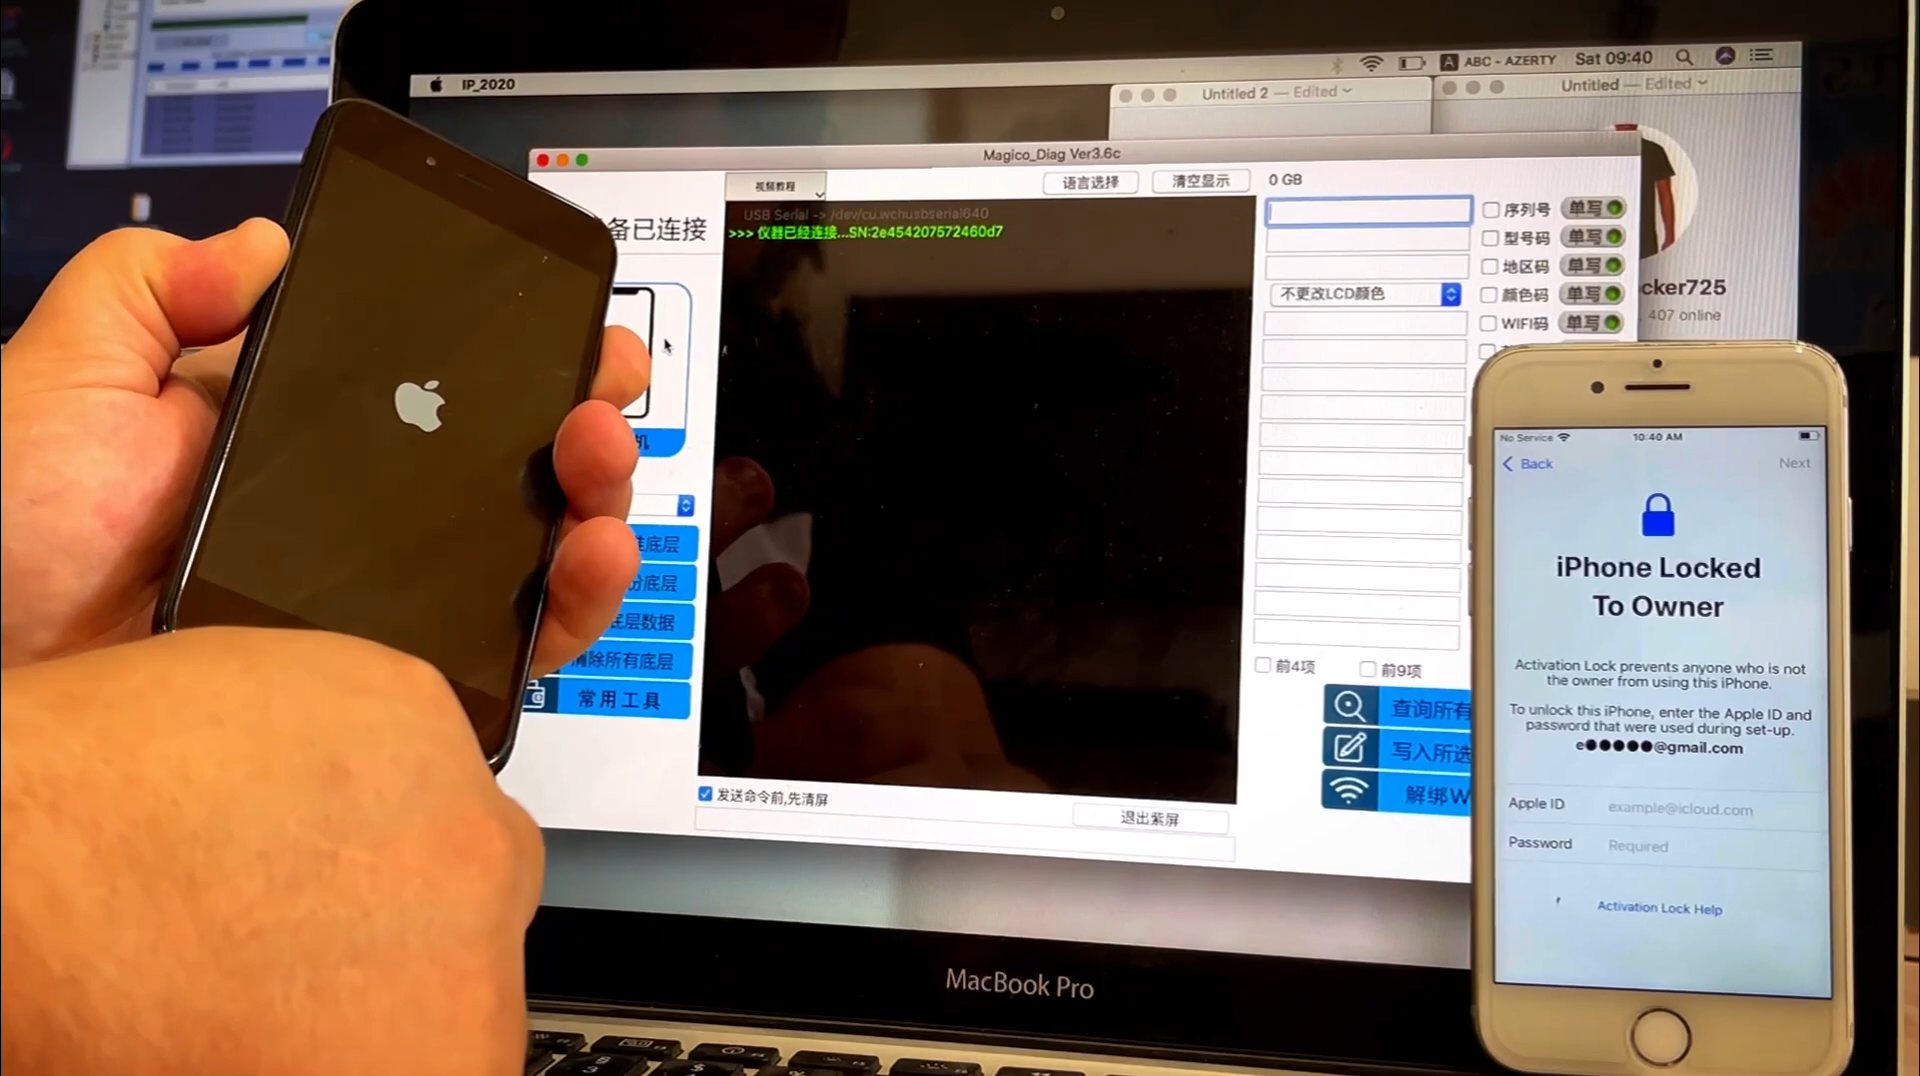 IP_2020
ABC - AZERTY
Sat 09:40
Untitled 2 — Edited
Untitled — Edited
Magico_Diag Ver3.6c
视频教程
语言选择
清空显示
0 GB
备已连接
USB Serial -> /dev/cu.wchusbserial640
>>> 仪器已经连接...SN:2e454207572460d7
序列号
单写
型号码
单写
地区码
单写
不更改LCD颜色
颜色码
单写
WIFI码
单写
cker725
407 online
机
底层
份底层
底层数据
清除所有底层
常用工具
前4项
前9项
查询所有
写入所选
解绑W
发送命令前,先清屏
退出紫屏
MacBook Pro
No Service
10:40 AM
Back
Next
iPhone Locked
To Owner
Activation Lock prevents anyone who is not
the owner from using this iPhone.
To unlock this iPhone, enter the Apple ID and
password that were used during set-up.
e●●●●●@gmail.com
Apple ID
example@icloud.com
Password
Required
Activation Lock Help